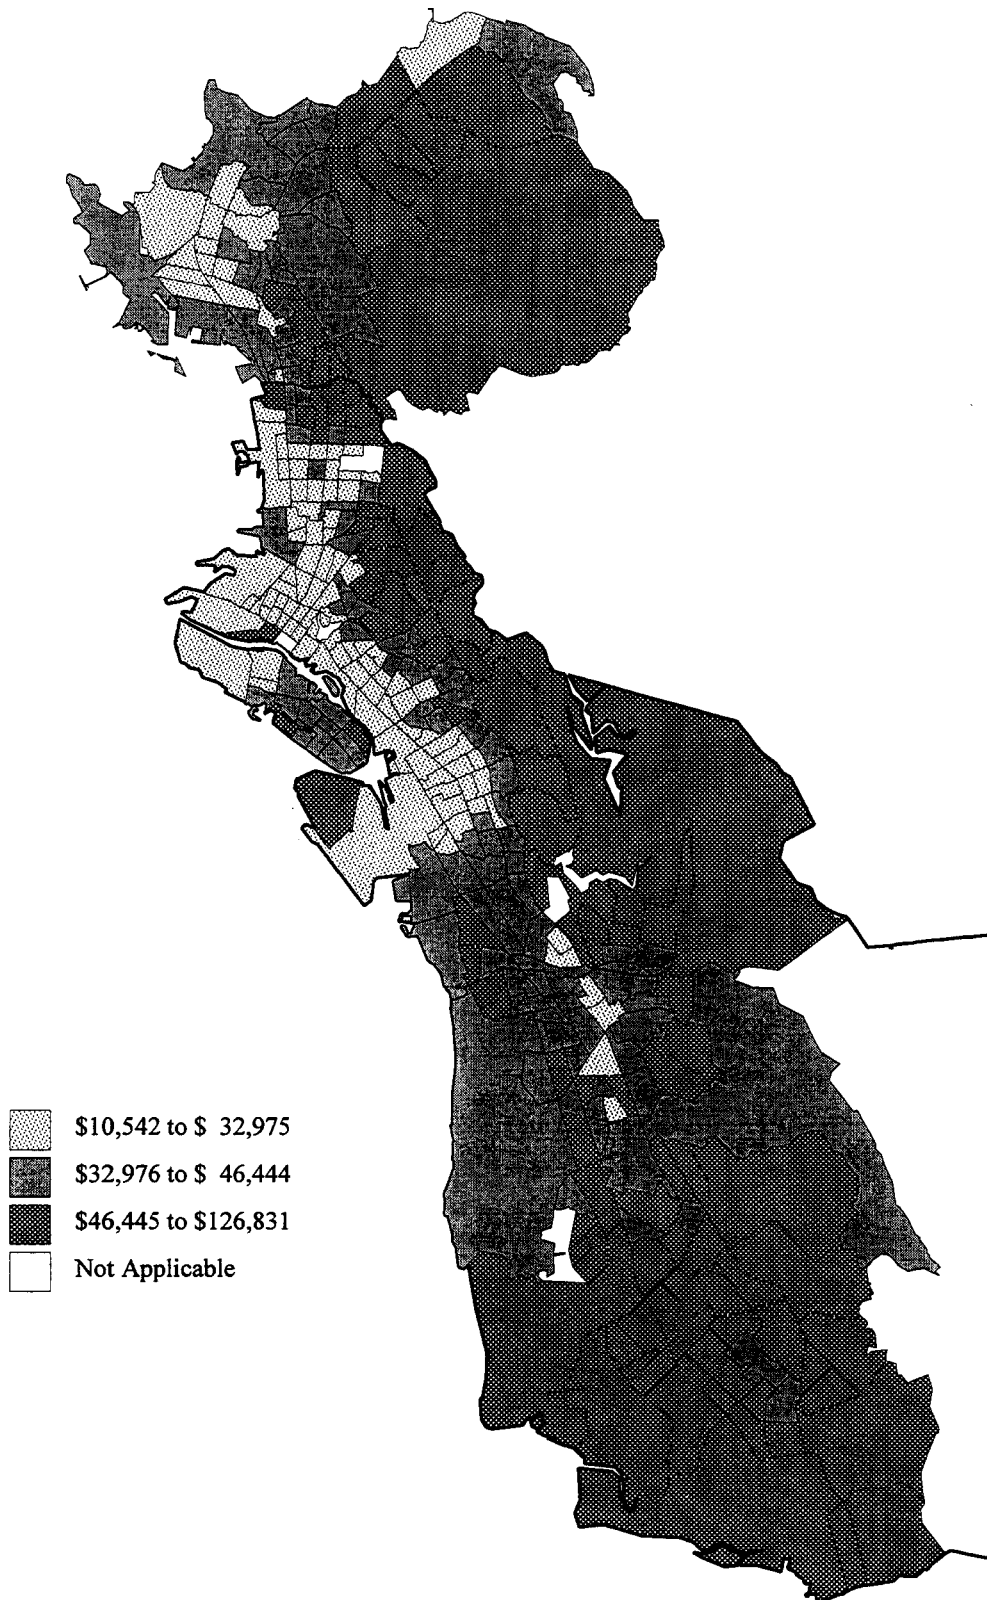 $10,542 to $ 32,975
$32,976 to $ 46,444
$46,445 to $126,831
Not Applicable